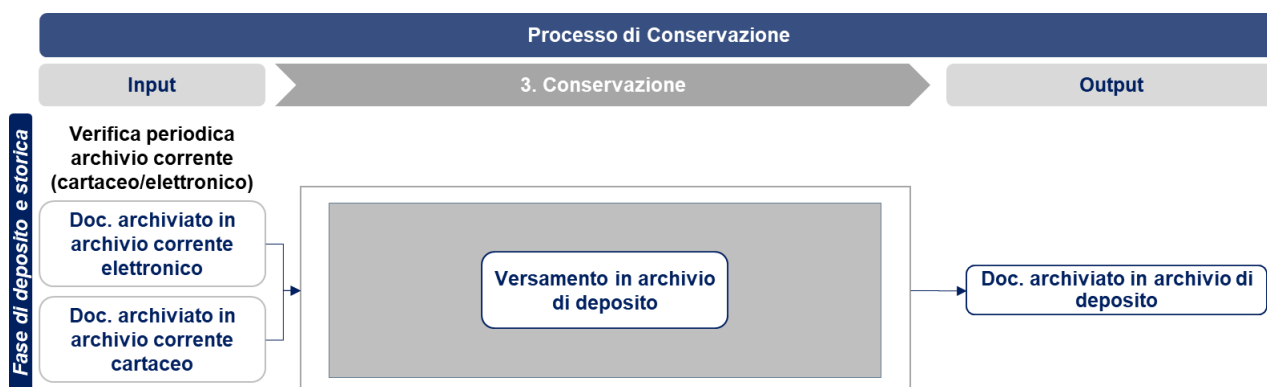 Processo di Conservazione
Input
3. Conservazione
Output
Fase di deposito e storica
Verifica periodica
archivio corrente
(cartaceo/elettronico)
Doc. archiviato in
archivio corrente
elettronico
Doc. archiviato in
archivio corrente
cartaceo
Versamento in archivio
di deposito
Doc. archiviato in archivio di
deposito